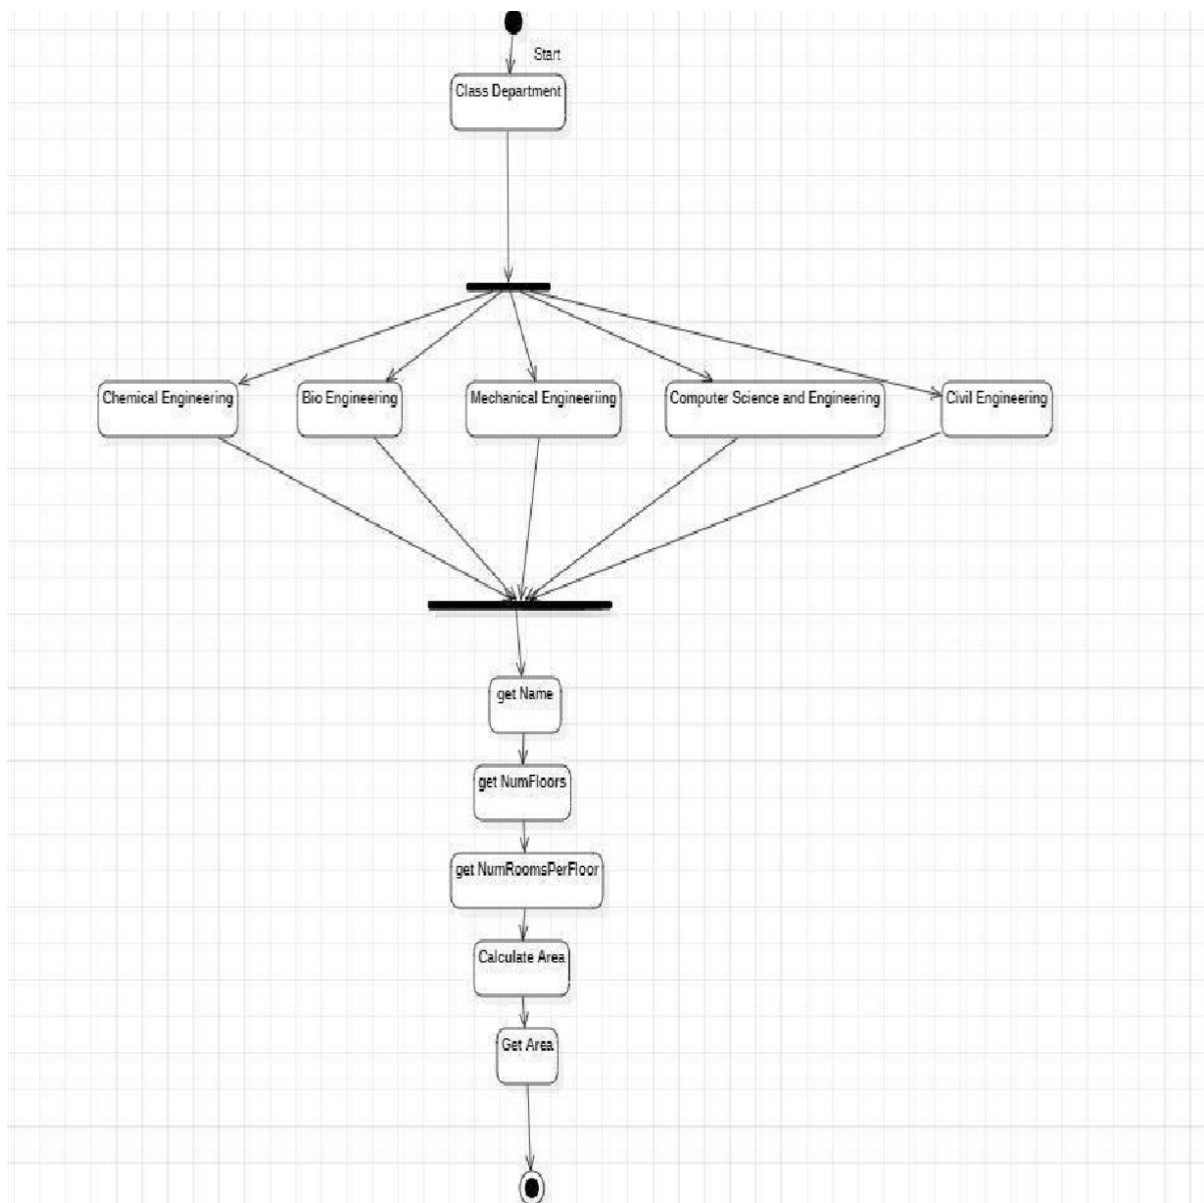 Start
Class Department
Chemical Engineering
Bio Engineering
Mechanical Engineeriing
Computer Science and Engineering
Civil Engineering
get Name
get NumFloors
get NumRoomsPerFloor
Calculate Area
Get Area